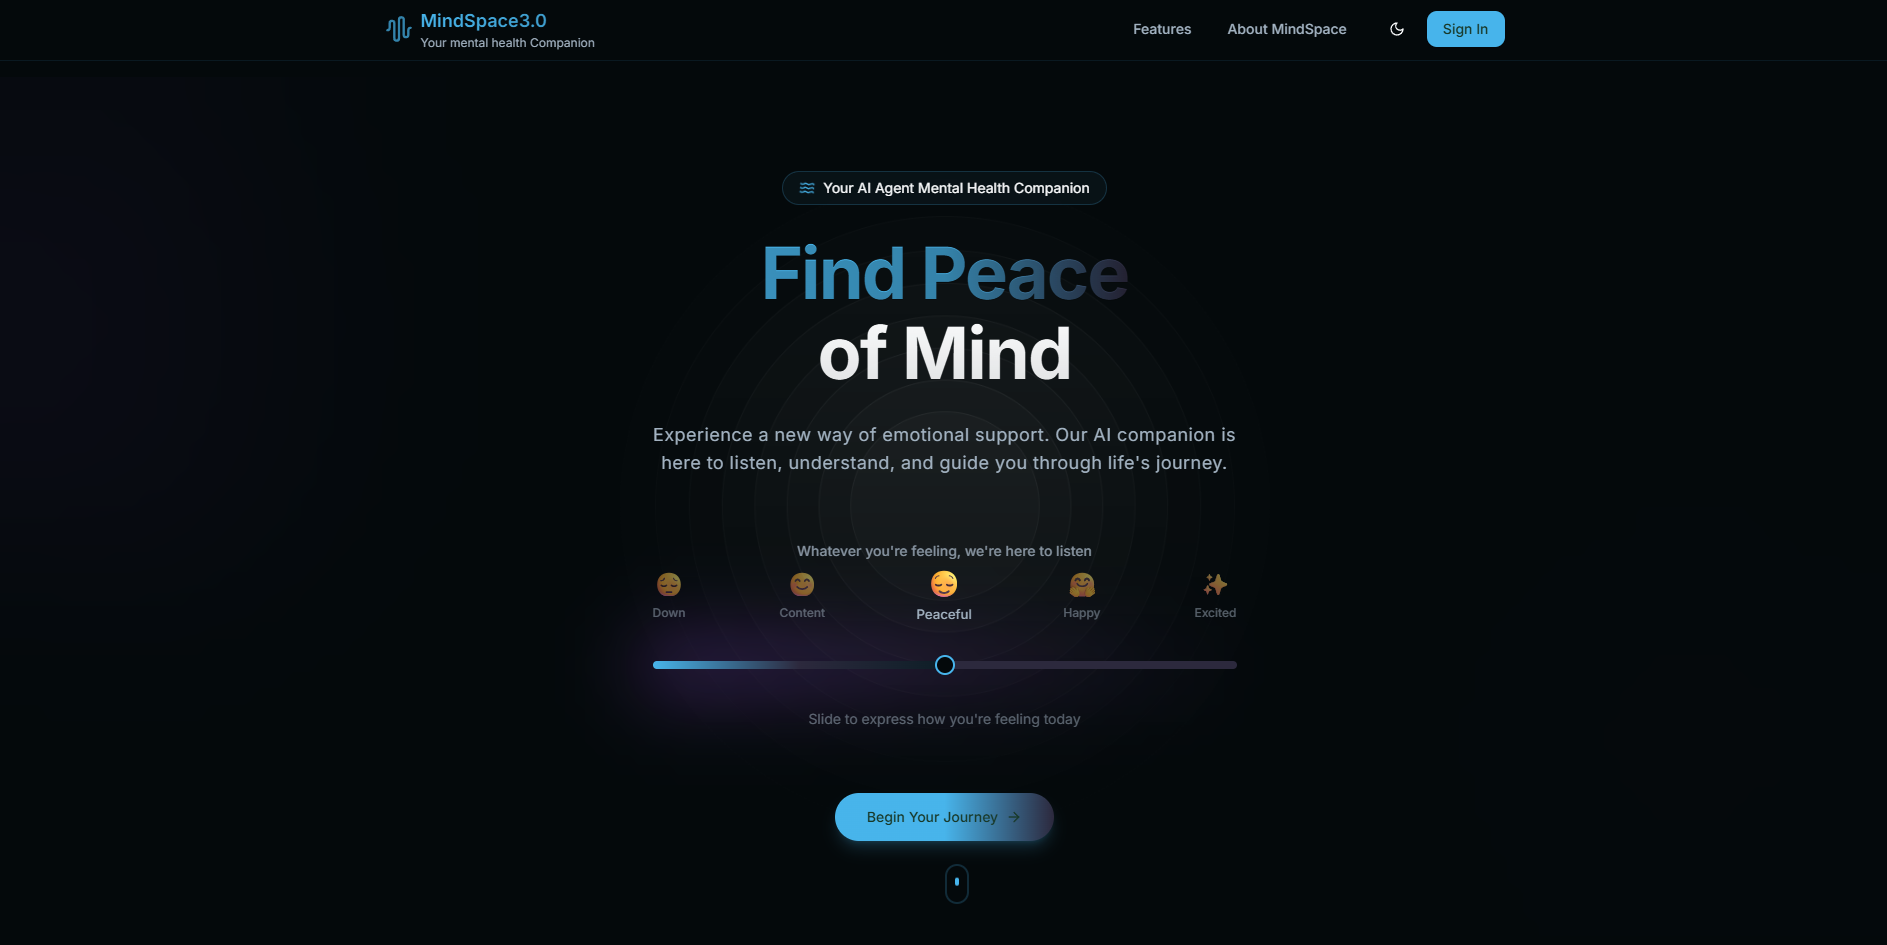 MindSpace3.0
Your mental health Companion
Features
About MindSpace
Sign In
Your AI Agent Mental Health Companion
Find Peace
of Mind
Experience a new way of emotional support. Our AI companion is
here to listen, understand, and guide you through life's journey.
Whatever you're feeling, we're here to listen
Down
Content
Peaceful
Happy
Excited
Slide to express how you're feeling today
Begin Your Journey